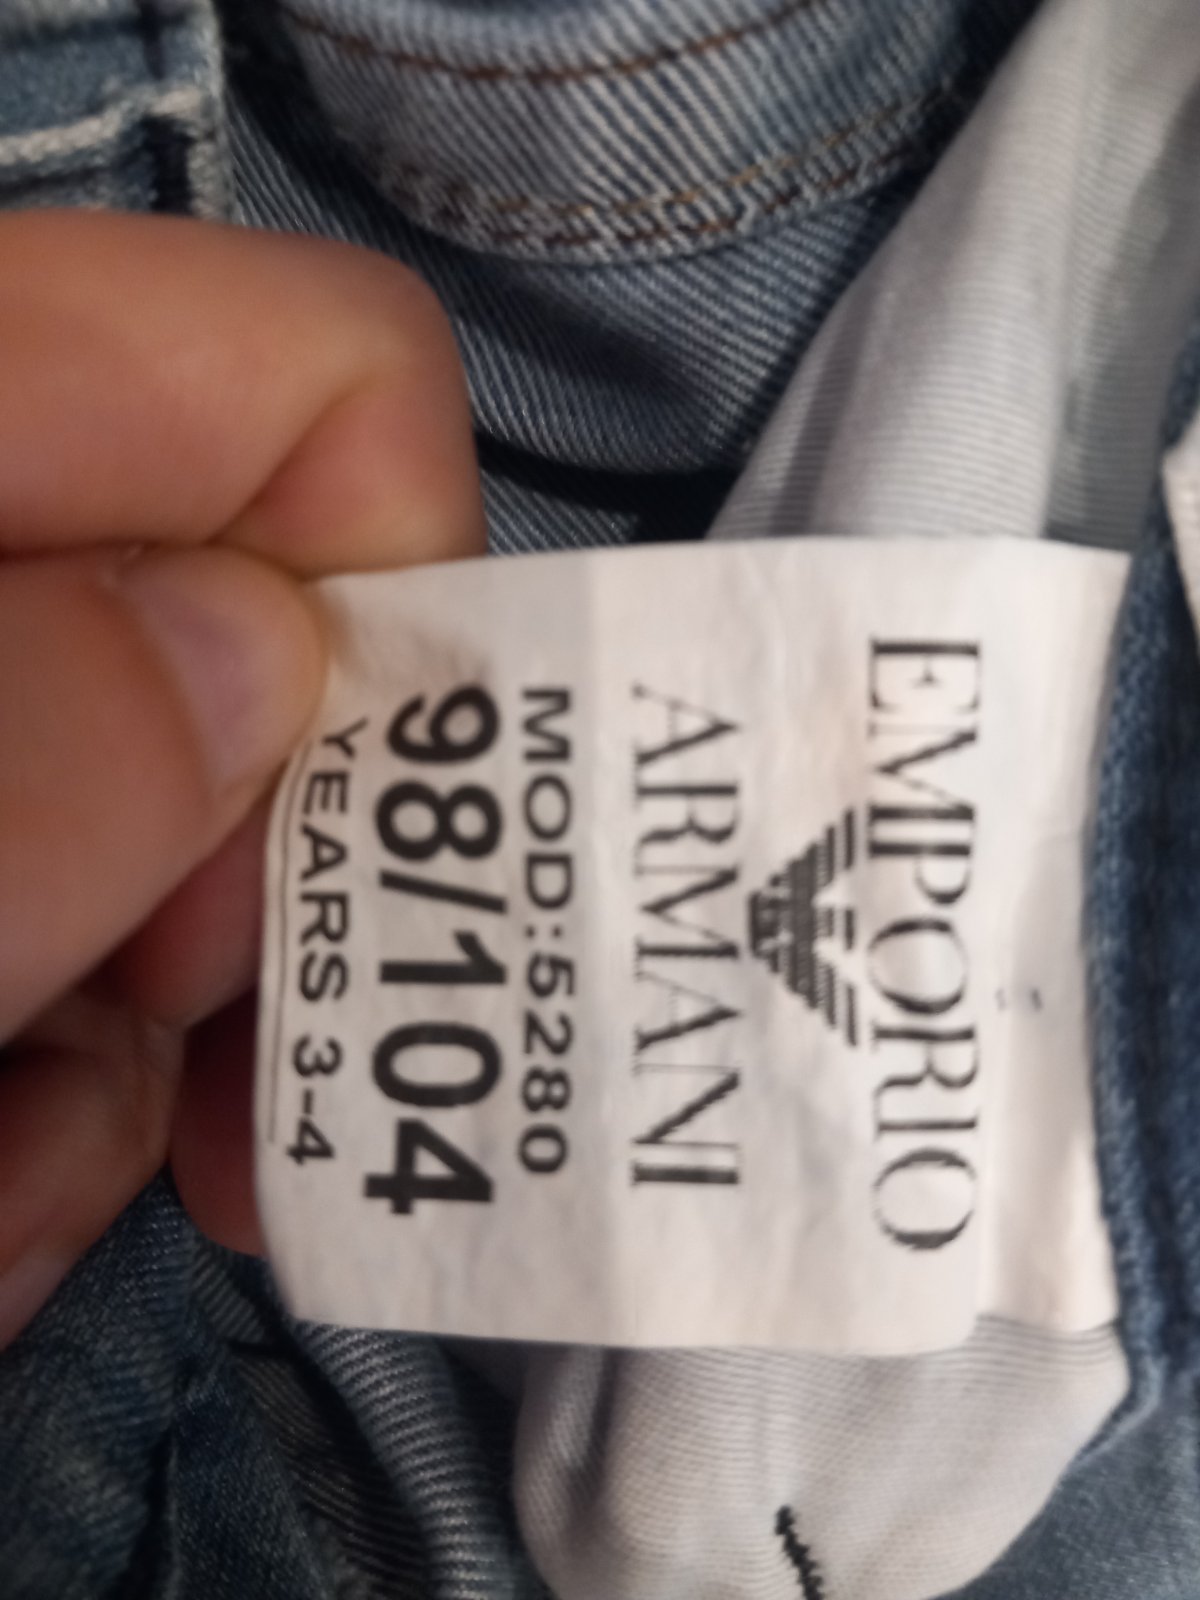 EMPORIO
ARMANI
MOD:5280
98/104
YEARS 3-4